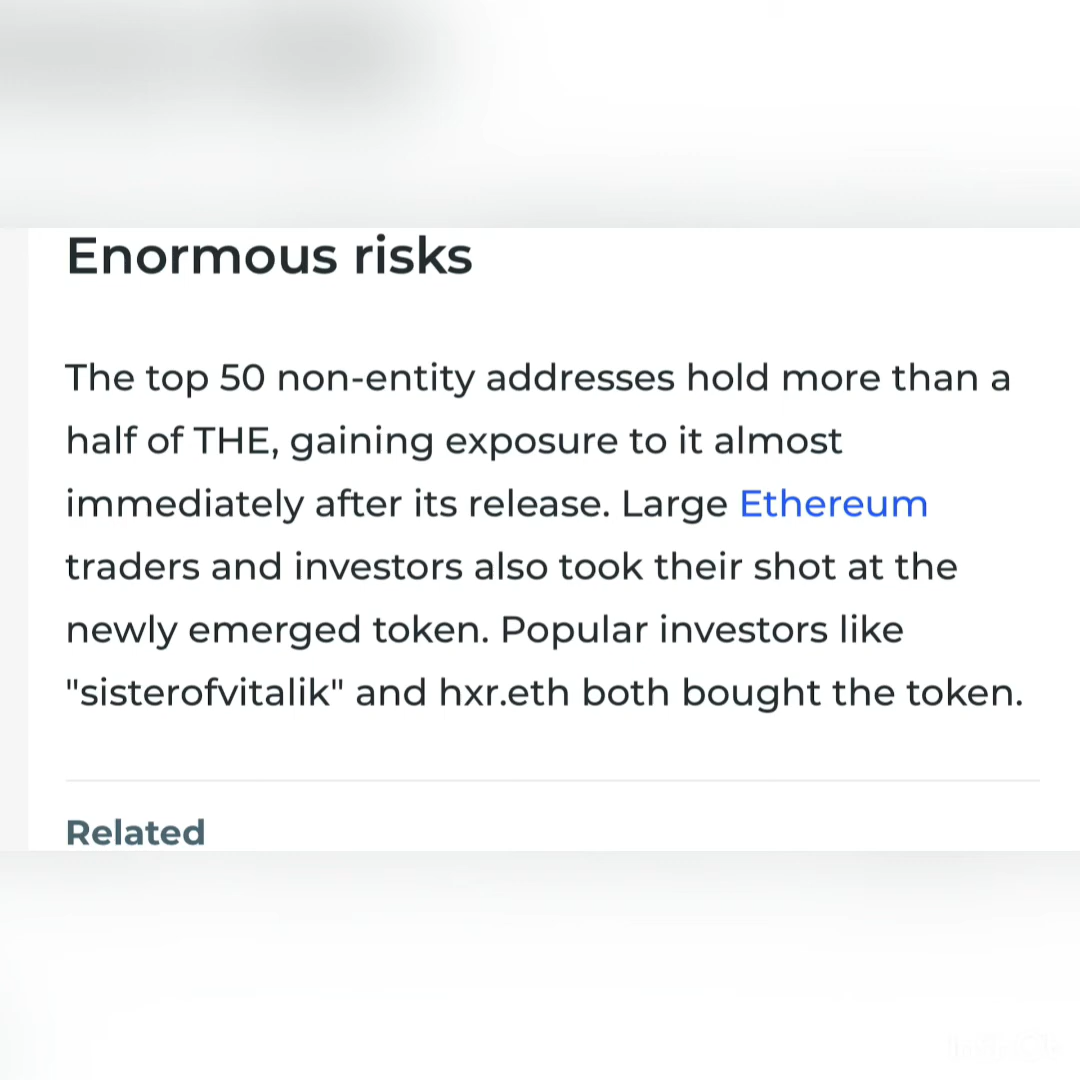 Enormous risks
The top 50 non-entity addresses hold more than a
half of THE, gaining exposure to it almost
immediately after its release. Large Ethereum
traders and investors also took their shot at the
newly emerged token. Popular investors like
"sisterofvitalik" and hxr.eth both bought the token.
Related